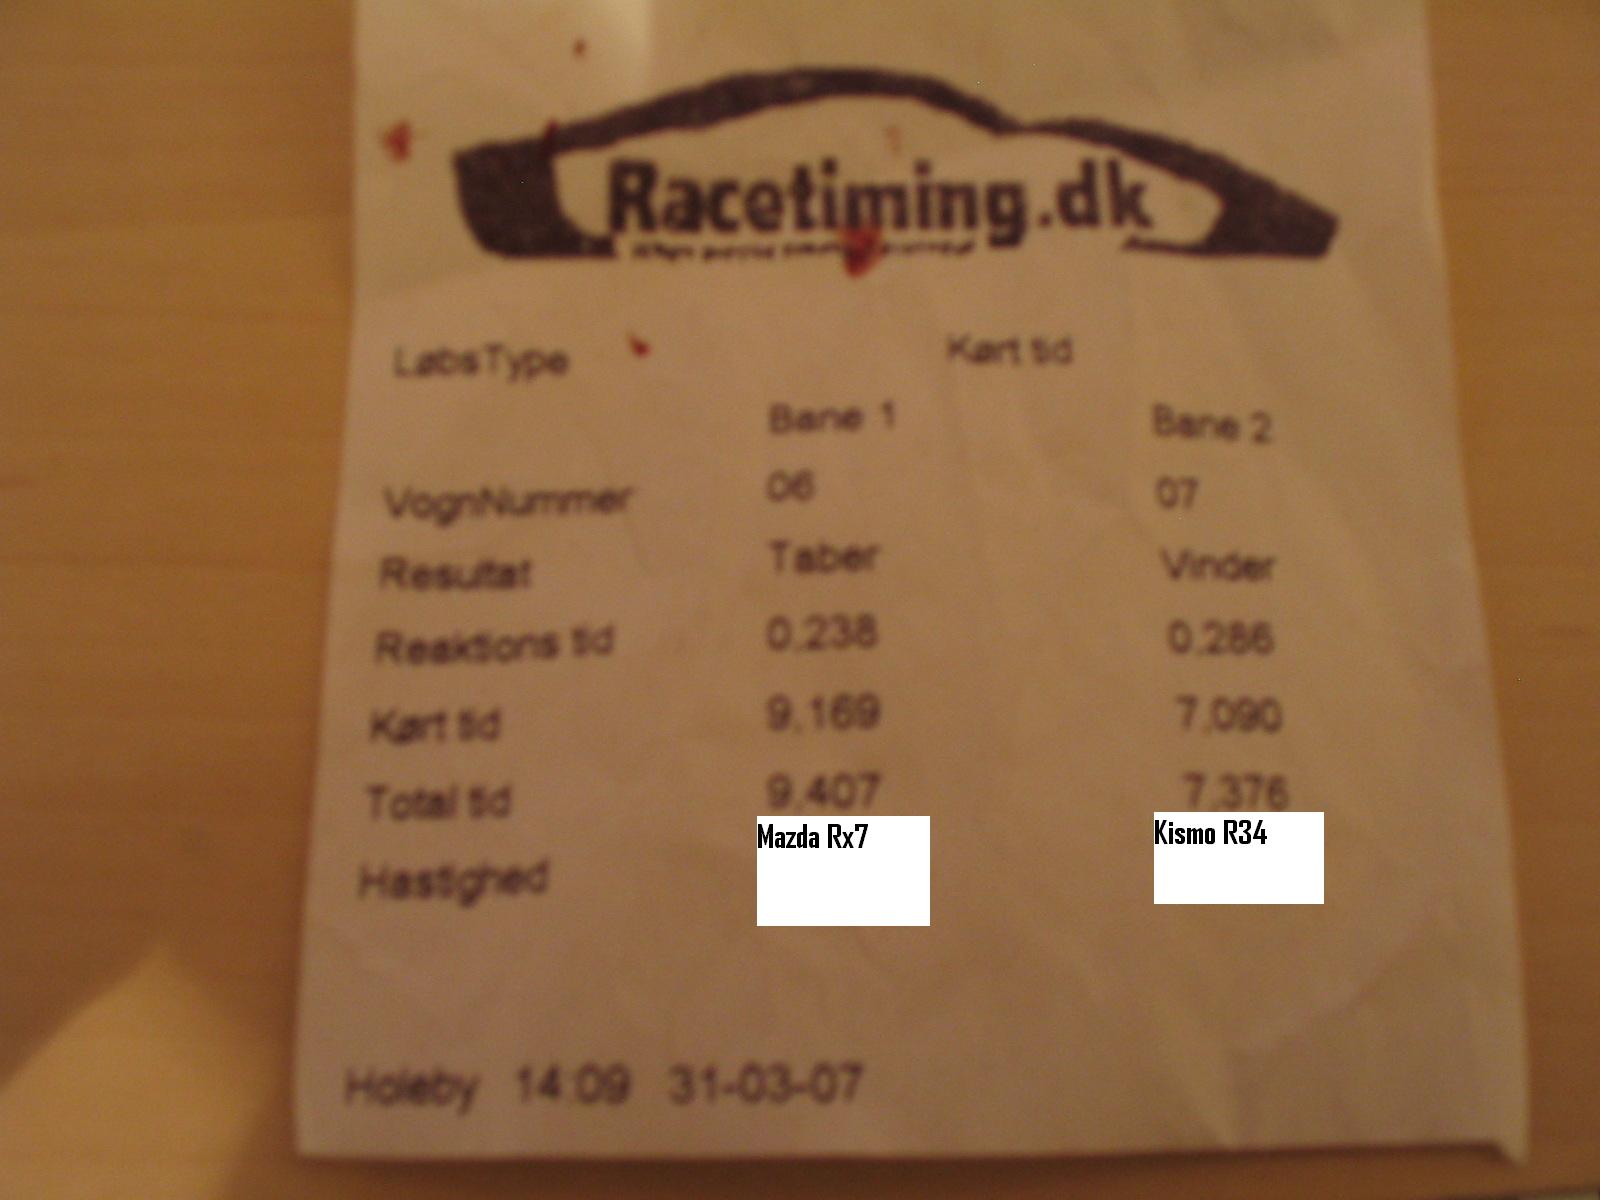 Racetiming.dk
LøbsType Kørt tid
Bane 1 Bane 2
VognNummer 06 07
Resultat Taber Vinder
Reaktions tid 0,238 0,286
Kørt tid 9,169 7,090
Total tid 9,407 7,376
Mazda Rx7 Kismo R34
Hastighed
Holeby 14:09 31-03-07